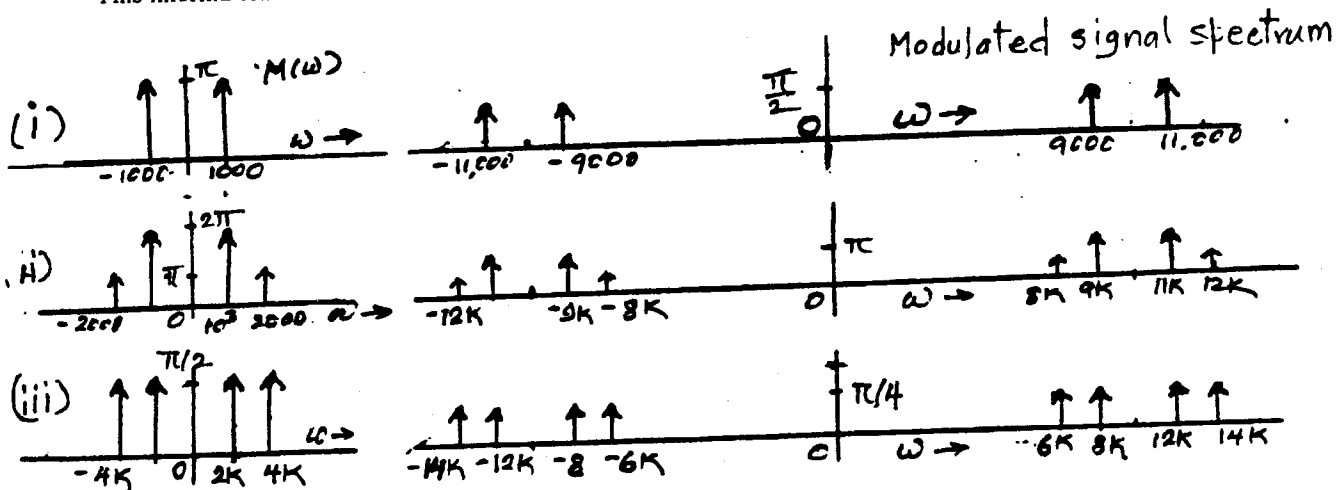 Modulated signal spectrum
(i) π M(ω) π/2
ω → 0 ω →
-1000 1000 -11,000 -9000 9000 11,000
ii) 2π π π
-2000 0 10³ 2000 ω → -12K -9K -8K 0 ω → 8K 9K 11K 12K
(iii) π/2 π/4
-4K 0 2K 4K ω → -14K -12K -8 -6K 0 ω → 6K 8K 12K 14K